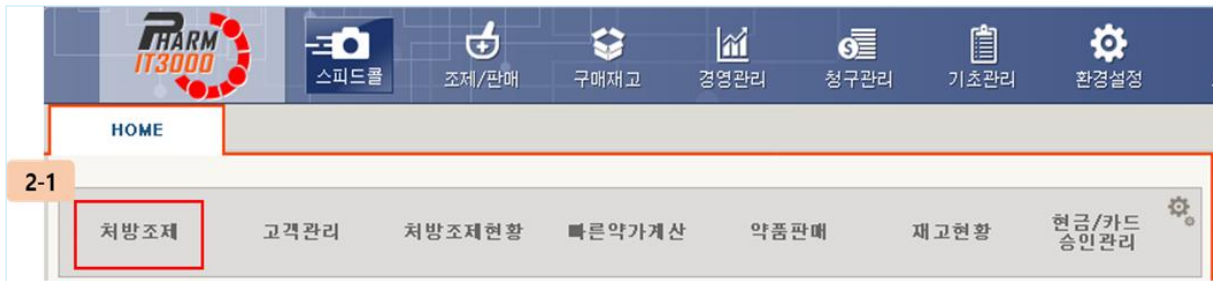 PHARM
IT3000
스피드콜
조제/판매
구매재고
경영관리
청구관리
기초관리
환경설정
HOME
2-1
처방조제
고객관리
처방조제현황
빠른약가계산
약품판매
재고현황
현금/카드
승인관리